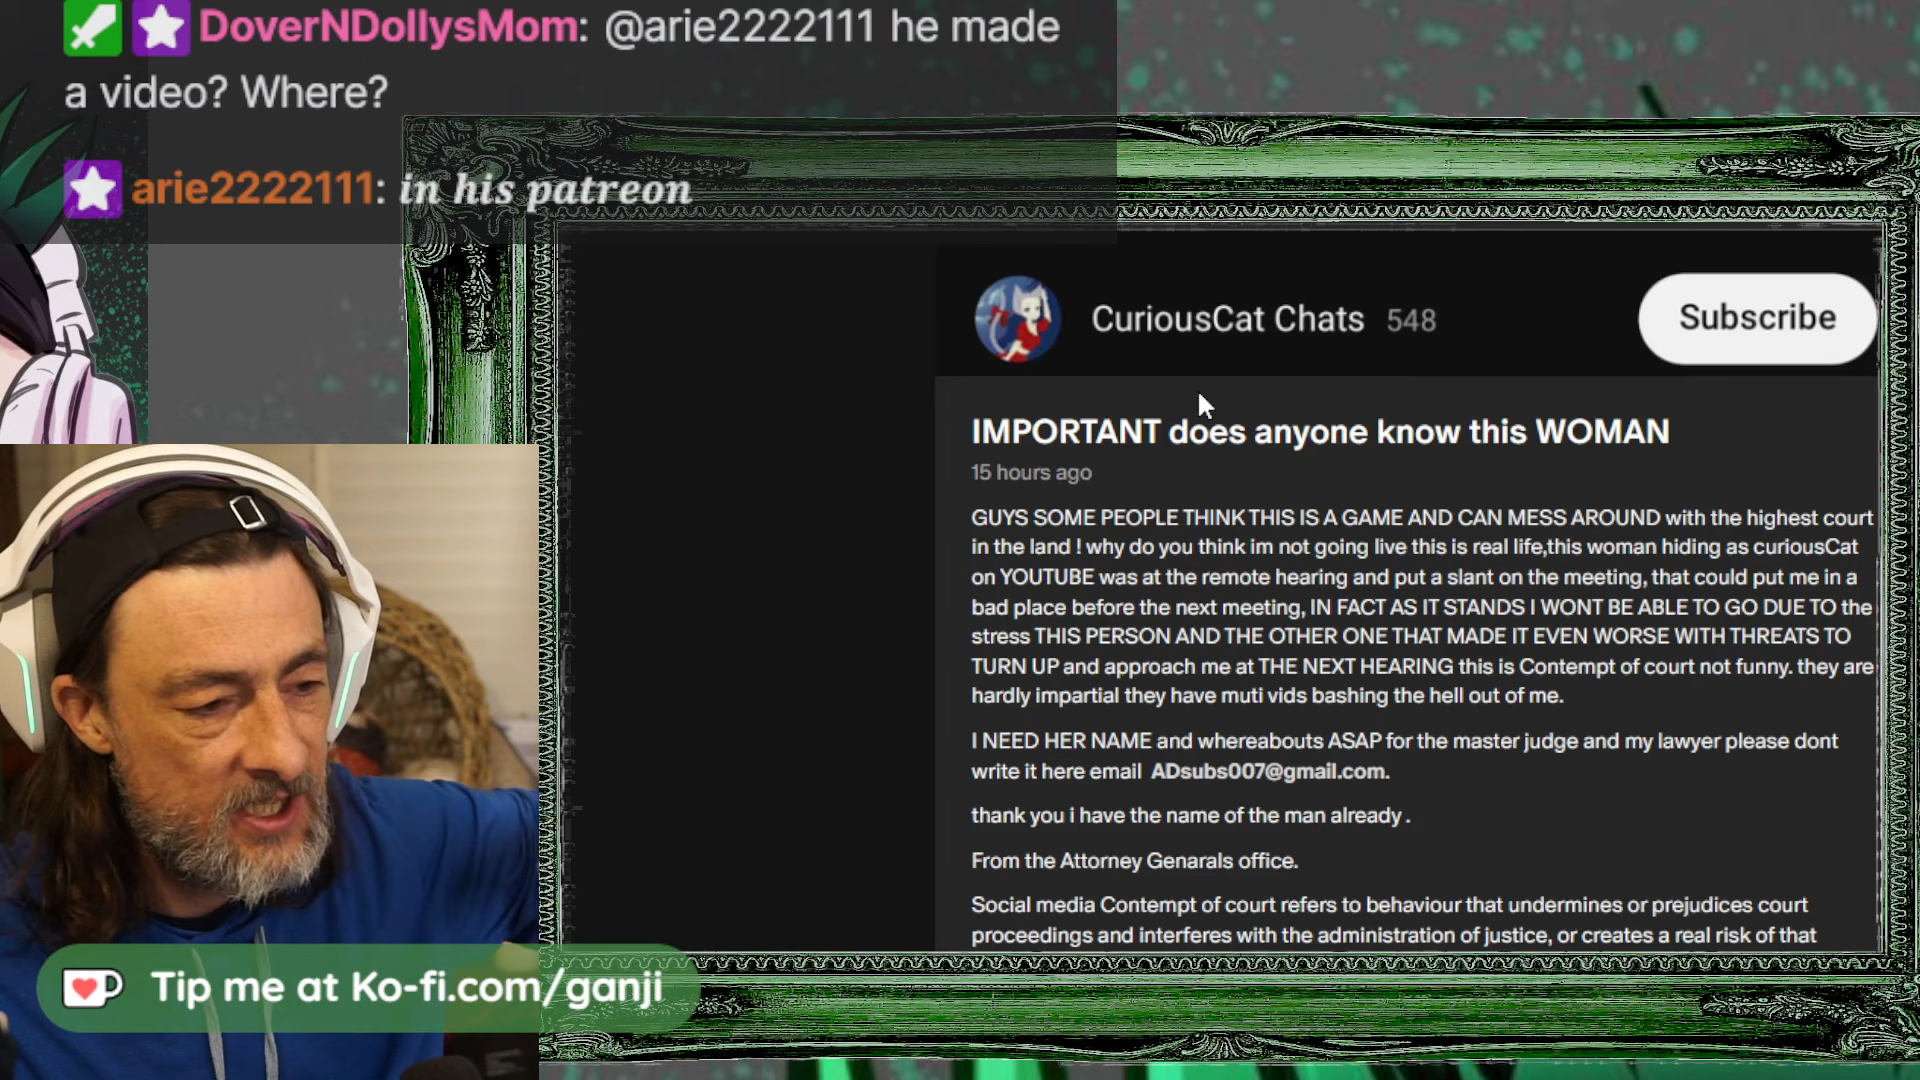 DoverNDollysMom: @arie2222111 he made
a video? Where?
arie2222111: in his patreon
CuriousCat Chats 548
Subscribe
IMPORTANT does anyone know this WOMAN
15 hours ago
GUYS SOME PEOPLE THINK THIS IS A GAME AND CAN MESS AROUND with the highest court
in the land ! why do you think im not going live this is real life,this woman hiding as curiousCat
on YOUTUBE was at the remote hearing and put a slant on the meeting, that could put me in a
bad place before the next meeting, IN FACT AS IT STANDS I WONT BE ABLE TO GO DUE TO the
stress THIS PERSON AND THE OTHER ONE THAT MADE IT EVEN WORSE WITH THREATS TO
TURN UP and approach me at THE NEXT HEARING this is Contempt of court not funny. they are
hardly impartial they have muti vids bashing the hell out of me.
I NEED HER NAME and whereabouts ASAP for the master judge and my lawyer please dont
write it here email ADsubs007@gmail.com.
thank you i have the name of the man already .
From the Attorney Genarals office.
Social media Contempt of court refers to behaviour that undermines or prejudices court
proceedings and interferes with the administration of justice, or creates a real risk of that
Tip me at Ko-fi.com/ganji